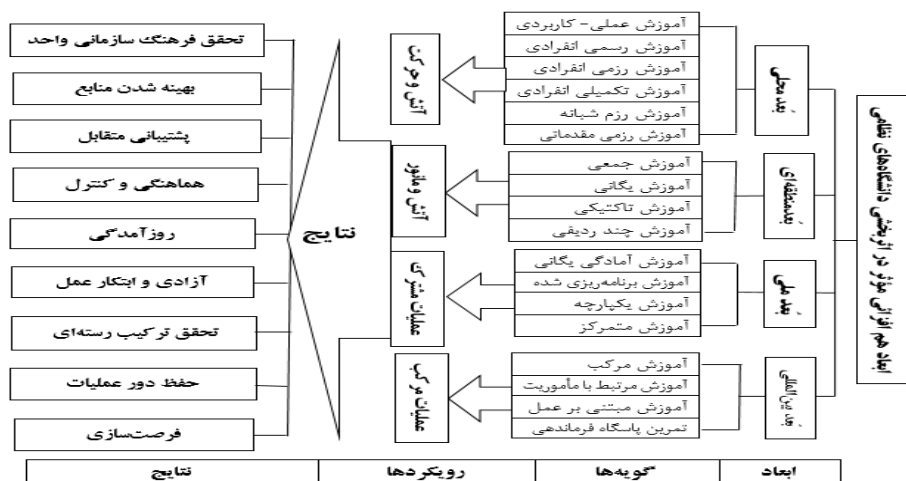 ابعاد هم افزائی مؤثر در اثربخشی دانشگاه‌های نظامی
بُعد محلی
آموزش عملی- کاربردی
آموزش رسمی انفرادی
آموزش رزمی انفرادی
آموزش تکمیلی انفرادی
آموزش رزم شبانه
آموزش رزمی مقدماتی
آتش و حرکت
بُعد منطقه‌ای
آموزش جمعی
آموزش یگانی
آموزش تاکتیکی
آموزش چند ردیفی
آتش و مانور
بُعد ملی
آموزش آمادگی یگانی
آموزش برنامه‌ریزی شده
آموزش یکپارچه
آموزش متمرکز
عملیات مشترک
بُعد بین‌المللی
آموزش مرکب
آموزش مرتبط با مأموریت
آموزش مبتنی بر عمل
تمرین پاسگاه فرماندهی
عملیات مرکب
نتایج
تحقق فرهنگ سازمانی واحد
بهینه شدن منابع
پشتیبانی متقابل
هماهنگی و کنترل
روزآمدگی
آزادی و ابتکار عمل
تحقق ترکیب رسته‌ای
حفظ دور عملیات
فرصت‌سازی
ابعاد
گویه‌ها
رویکردها
نتایج